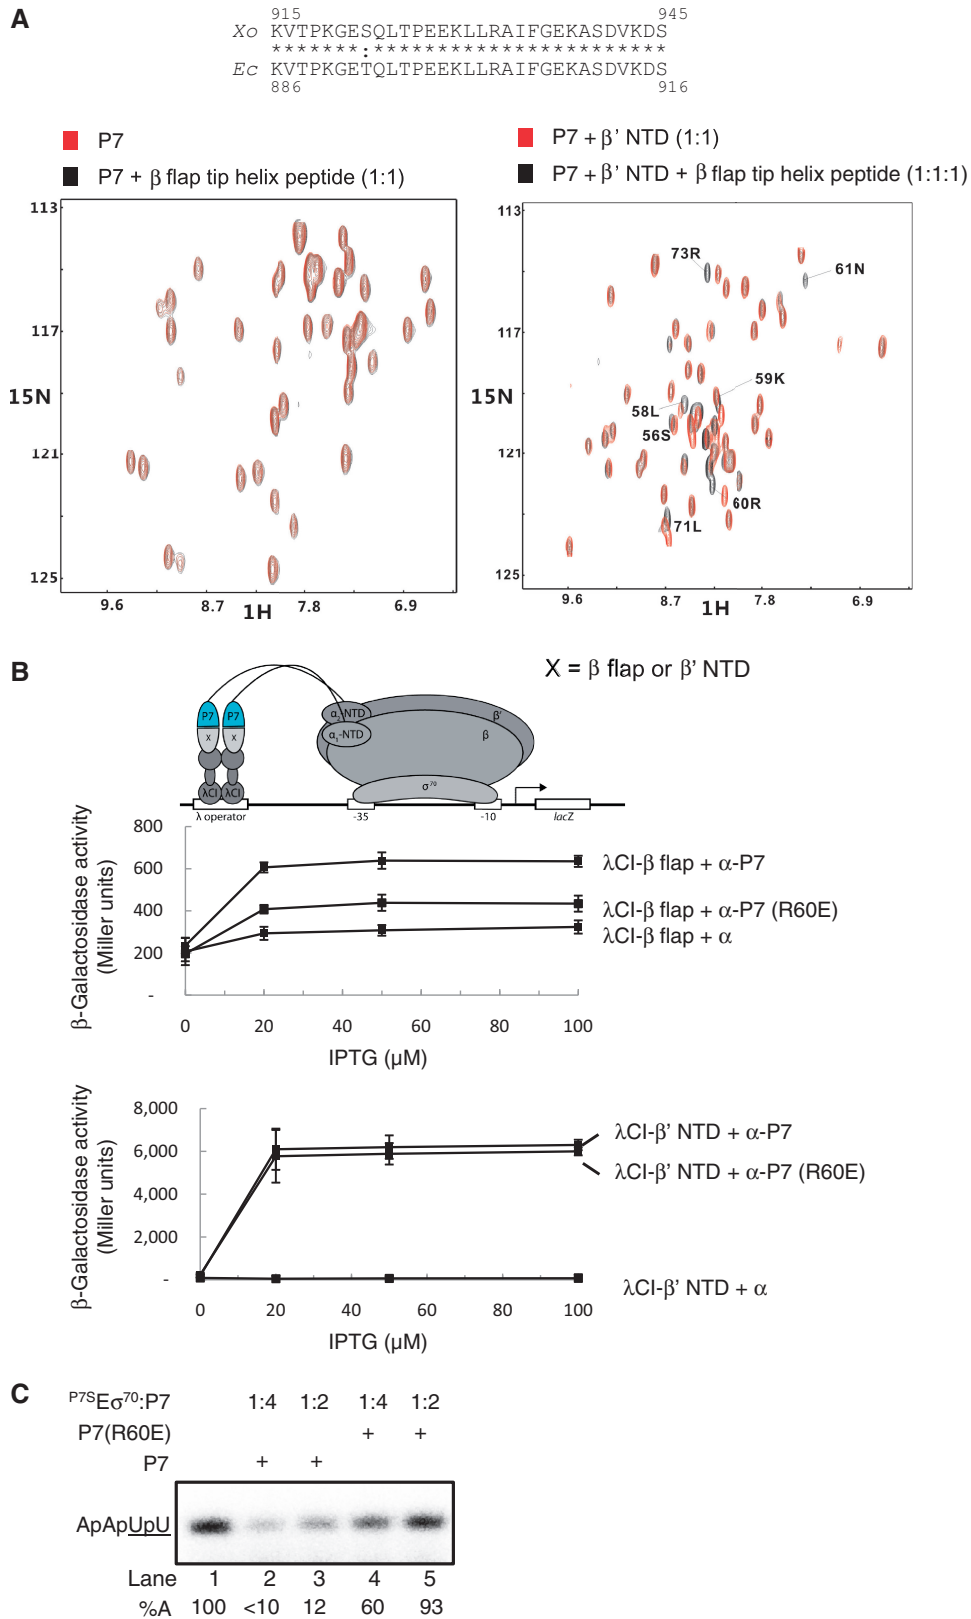 A
915 945
Xo KVTPKGESQLTPEEKLLRAIFGEKASDVKDS
*******:***********************
Ec KVTPKGETQLTPEEKLLRAIFGEKASDVKDS
886 916
P7
P7 + β flap tip helix peptide (1:1)
P7 + β' NTD (1:1)
P7 + β' NTD + β flap tip helix peptide (1:1:1)
113
117
15N
121
125
9.6 8.7 1H 7.8 6.9
113
73R
61N
117
59K
15N
58L
56S
121
60R
71L
125
9.6 8.7 1H 7.8 6.9
B
X = β flap or β' NTD
P7 P7
X X
λCI λCI
λ operator
α2-NTD
α1-NTD
β'
β
σ70
-35 -10 lacZ
β-Galactosidase activity
(Miller units)
800
600
400
200
-
0 20 40 60 80 100
IPTG (µM)
λCI-β flap + α-P7
λCI-β flap + α-P7 (R60E)
λCI-β flap + α
β-Galactosidase activity
(Miller units)
8,000
6,000
4,000
2,000
-
0 20 40 60 80 100
IPTG (µM)
λCI-β' NTD + α-P7
λCI-β' NTD + α-P7 (R60E)
λCI-β' NTD + α
C
P7SEσ70:P7 1:4 1:2 1:4 1:2
P7(R60E) + +
P7 + +
ApApUpU
Lane 1 2 3 4 5
%A 100 <10 12 60 93